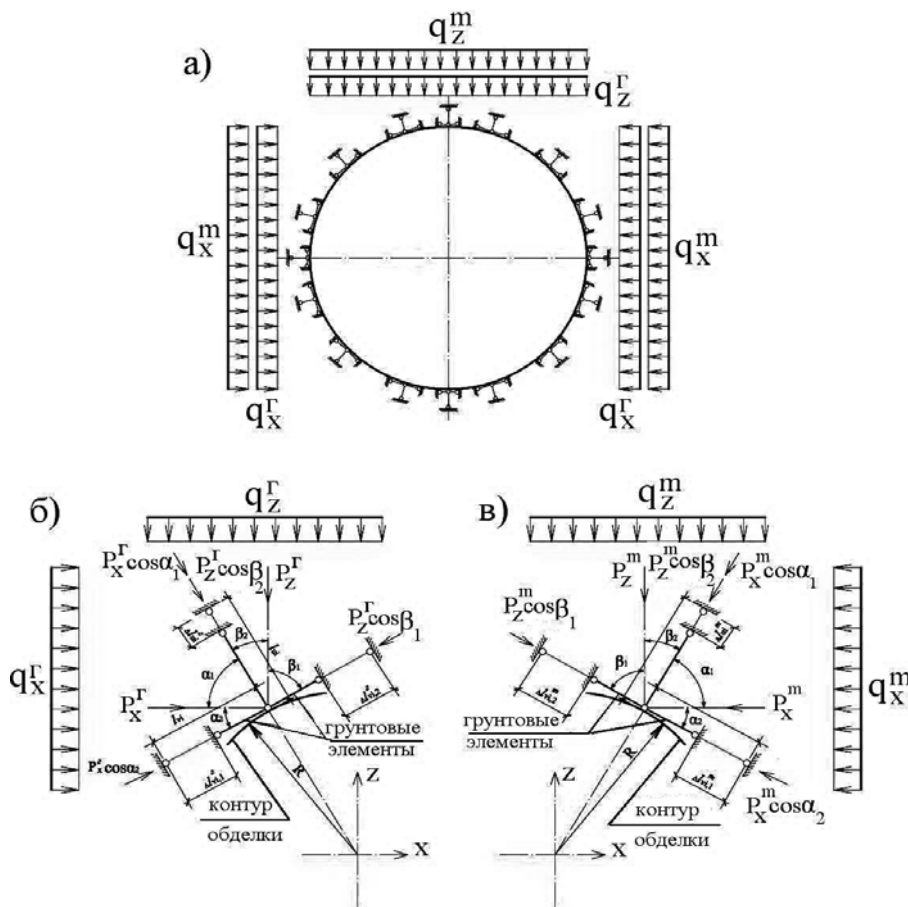 а)
q_z^m
q_z^г
q_x^m
q_x^m
q_x^г
q_x^г
б)
q_z^г
P_x^г cosα_1
P_z^г cosβ_2
P_z^г
P_z^г cosβ_1
β_2
β_1
α_1
q_x^г
P_x^г
α_2
грунтовые
элементы
R
контур
обделки
Z
X
в)
q_z^m
P_z^m
P_z^m cosβ_2
P_x^m cosα_1
P_z^m cosβ_1
β_1
β_2
α_1
q_x^m
P_x^m
α_2
грунтовые
элементы
R
контур
обделки
P_x^m cosα_2
Z
X